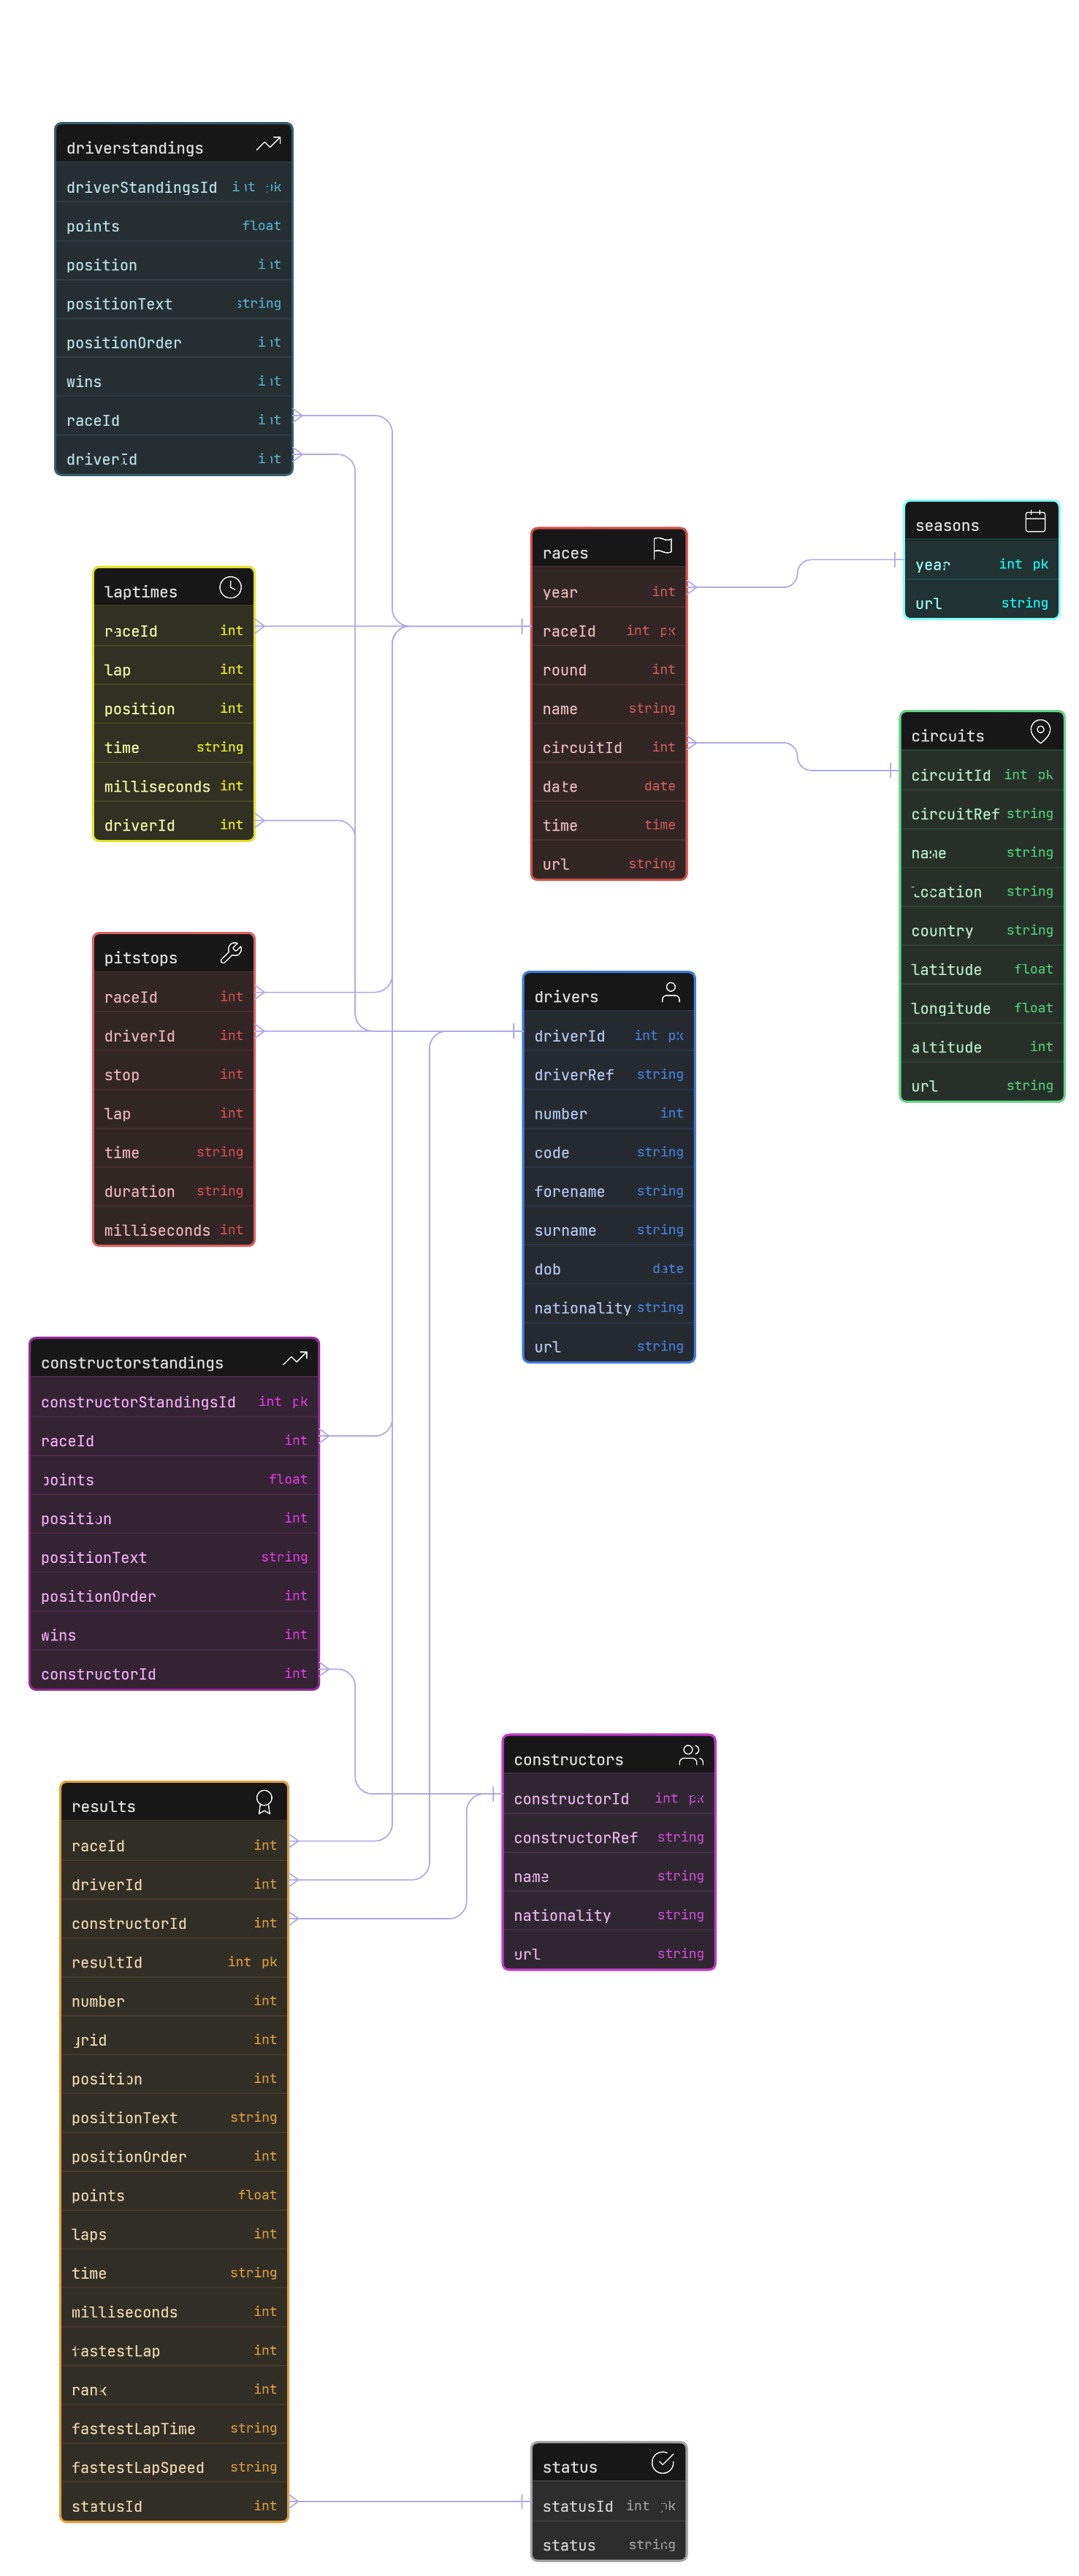 driverstandings
driverStandingsId int pk
points float
position int
positionText string
positionOrder int
wins int
raceId int
driverId int
laptimes
raceId int
lap int
position int
time string
milliseconds int
driverId int
pitstops
raceId int
driverId int
stop int
lap int
time string
duration string
milliseconds int
constructorstandings
constructorStandingsId int pk
raceId int
points float
position int
positionText string
positionOrder int
wins int
constructorId int
results
raceId int
driverId int
constructorId int
resultId int pk
number int
grid int
position int
positionText string
positionOrder int
points float
laps int
time string
milliseconds int
fastestLap int
rank int
fastestLapTime string
fastestLapSpeed string
statusId int
races
year int
raceId int pk
round int
name string
circuitId int
date date
time time
url string
drivers
driverId int pk
driverRef string
number int
code string
forename string
surname string
dob date
nationality string
url string
constructors
constructorId int pk
constructorRef string
name string
nationality string
url string
status
statusId int pk
status string
seasons
year int pk
url string
circuits
circuitId int pk
circuitRef string
name string
location string
country string
latitude float
longitude float
altitude int
url string